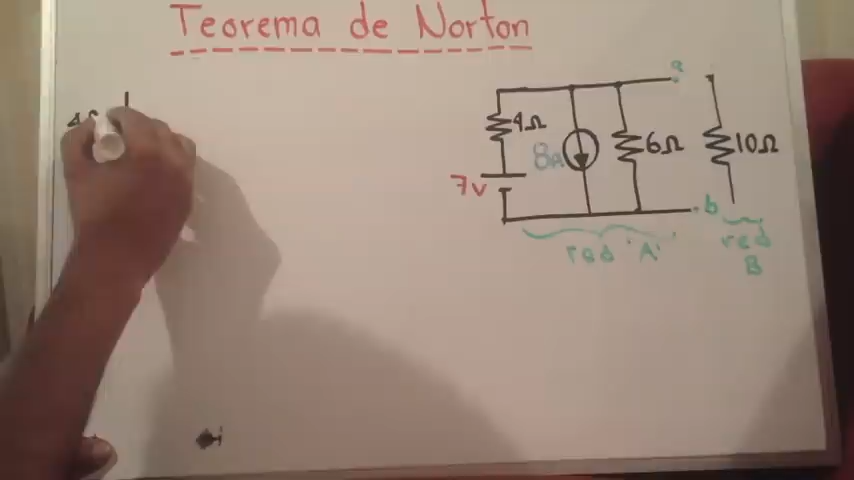 Teorema de Norton
a
4Ω
8A
6Ω
10Ω
7v
b
red "A"
red
B